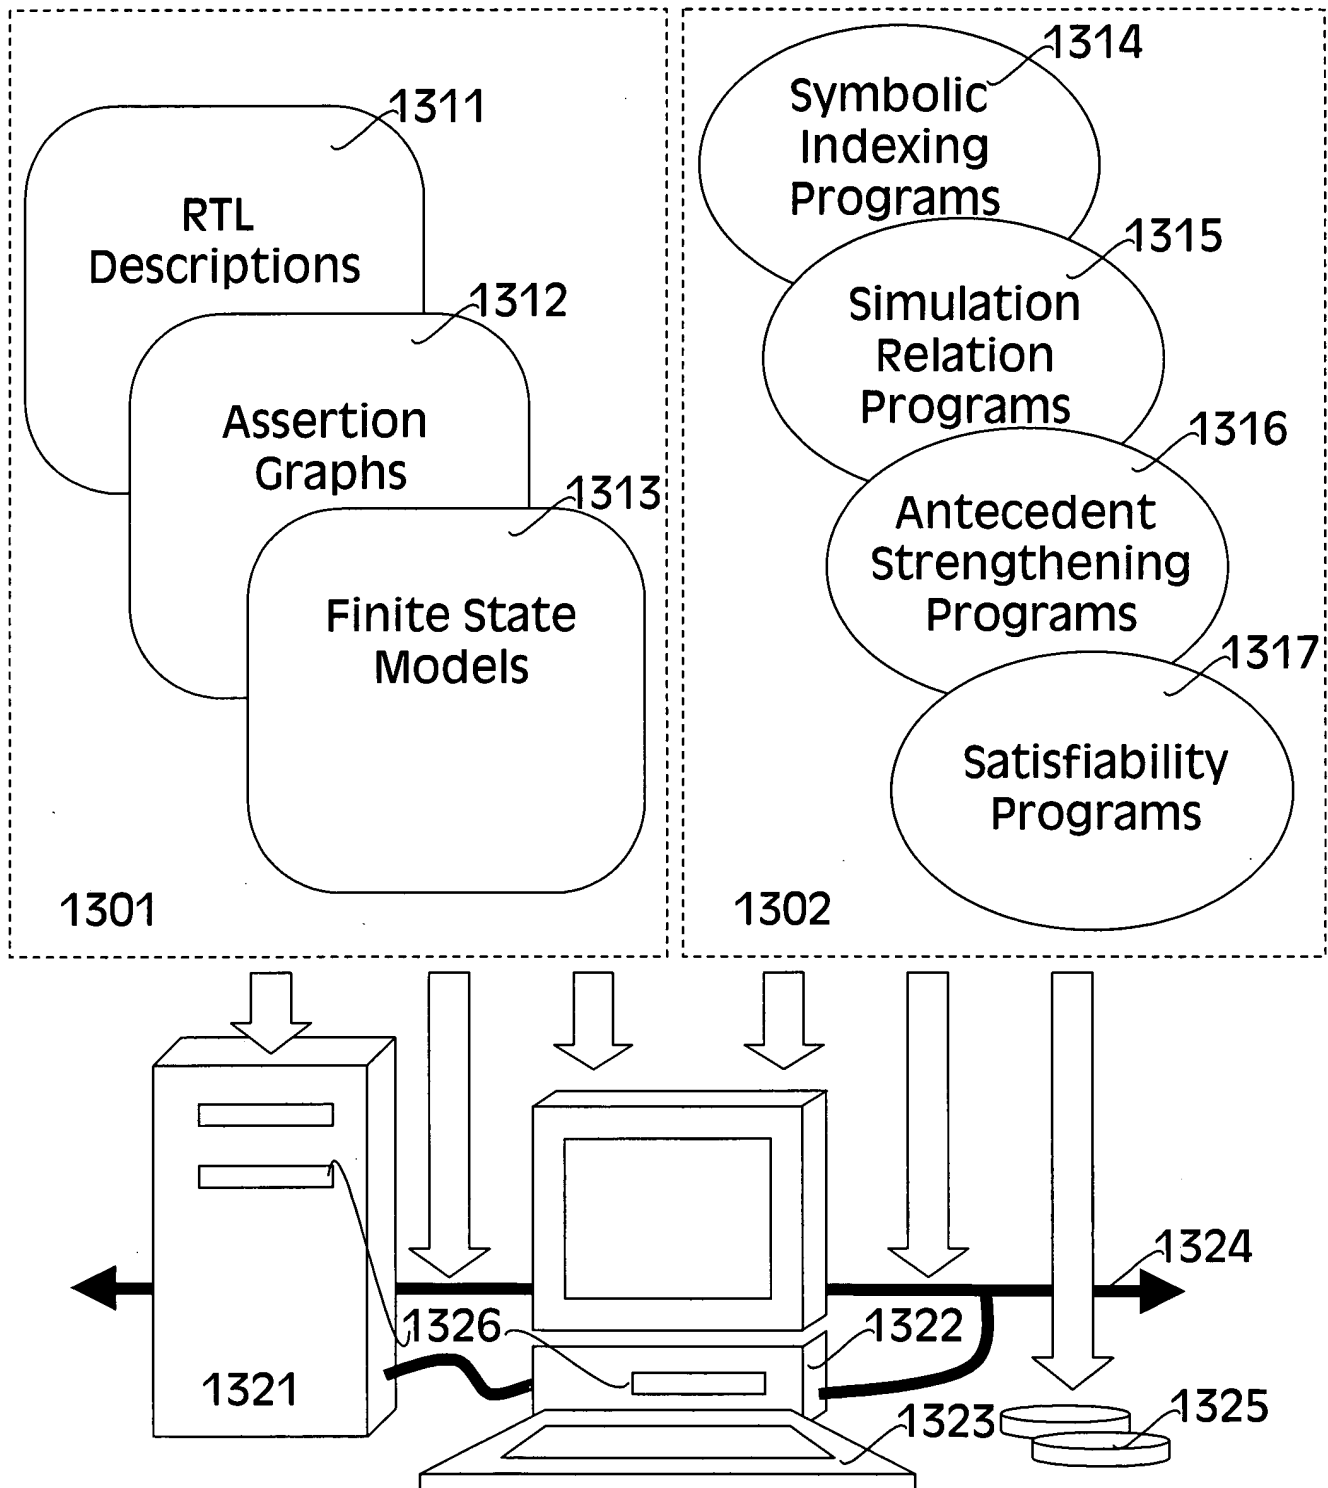 1311
RTL
Descriptions
1312
Assertion
Graphs
1313
Finite State
Models
1301
1314
Symbolic
Indexing
Programs
1315
Simulation
Relation
Programs
1316
Antecedent
Strengthening
Programs
1317
Satisfiability
Programs
1302
1324
1326
1322
1321
1323
1325